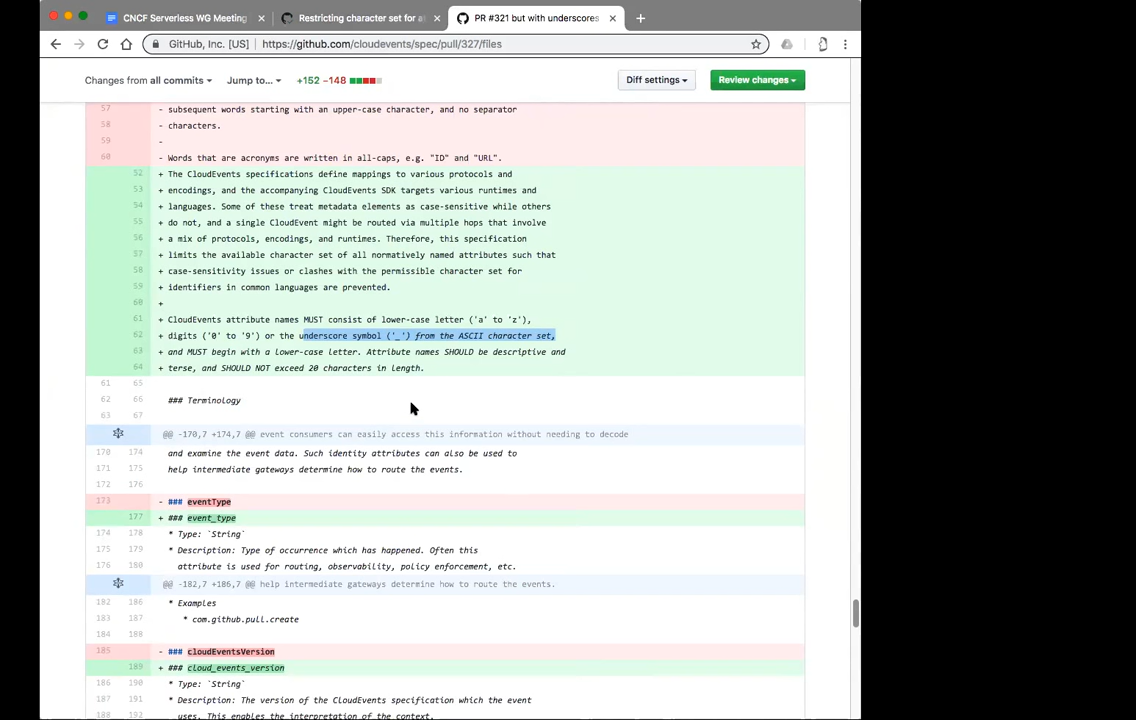 CNCF Serverless WG Meeting
Restricting character set for a
PR #321 but with underscores
GitHub, Inc. [US] | https://github.com/cloudevents/spec/pull/327/files
Changes from all commits Jump to... +152 −148 Diff settings Review changes
57 - subsequent words starting with an upper-case character, and no separator
58 - characters.
59 -
60 - Words that are acronyms are written in all-caps, e.g. "ID" and "URL".
52 + The CloudEvents specifications define mappings to various protocols and
53 + encodings, and the accompanying CloudEvents SDK targets various runtimes and
54 + languages. Some of these treat metadata elements as case-sensitive while others
55 + do not, and a single CloudEvent might be routed via multiple hops that involve
56 + a mix of protocols, encodings, and runtimes. Therefore, this specification
57 + limits the available character set of all normatively named attributes such that
58 + case-sensitivity issues or clashes with the permissible character set for
59 + identifiers in common languages are prevented.
60 +
61 + CloudEvents attribute names MUST consist of lower-case letter ('a' to 'z'),
62 + digits ('0' to '9') or the underscore symbol ('_') from the ASCII character set,
63 + and MUST begin with a lower-case letter. Attribute names SHOULD be descriptive and
64 + terse, and SHOULD NOT exceed 20 characters in length.
61 65
62 66 ### Terminology
63 67
@@ -170,7 +174,7 @@ event consumers can easily access this information without needing to decode
170 174 and examine the event data. Such identity attributes can also be used to
171 175 help intermediate gateways determine how to route the events.
172 176
173 - ### eventType
177 + ### event_type
174 178 * Type: `String`
175 179 * Description: Type of occurrence which has happened. Often this
176 180 attribute is used for routing, observability, policy enforcement, etc.
@@ -182,7 +186,7 @@ help intermediate gateways determine how to route the events.
182 186 * Examples
183 187 * com.github.pull.create
184 188
185 - ### cloudEventsVersion
189 + ### cloud_events_version
186 190 * Type: `String`
187 191 * Description: The version of the CloudEvents specification which the event
188 192 uses. This enables the interpretation of the context.